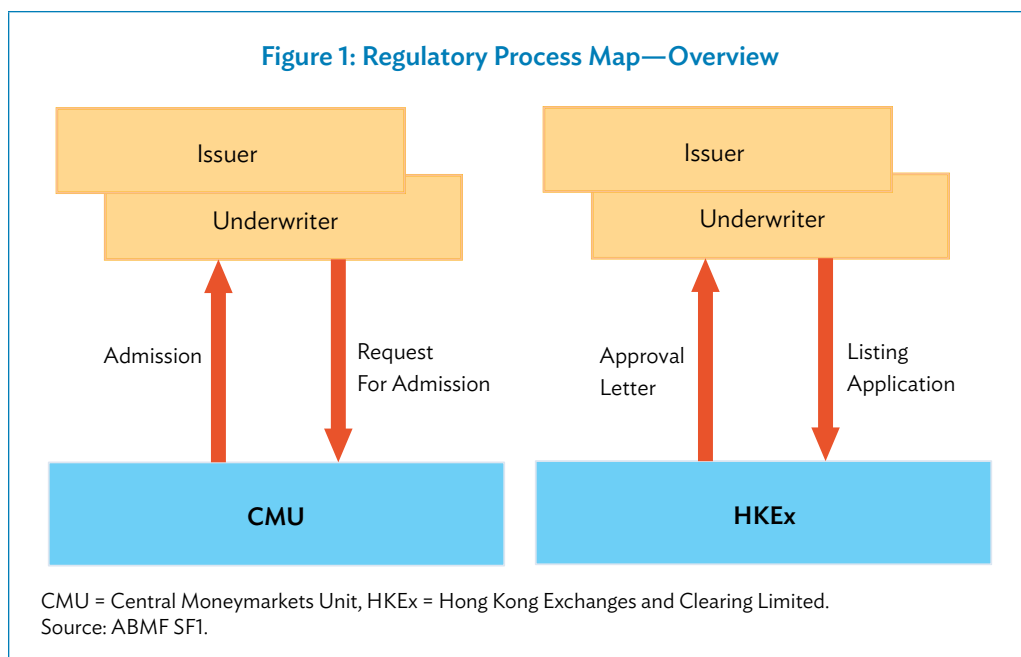 Figure 1: Regulatory Process Map—Overview
Issuer
Underwriter
Admission
Request
For Admission
CMU
Issuer
Underwriter
Approval
Letter
Listing
Application
HKEx
CMU = Central Moneymarkets Unit, HKEx = Hong Kong Exchanges and Clearing Limited.
Source: ABMF SF1.